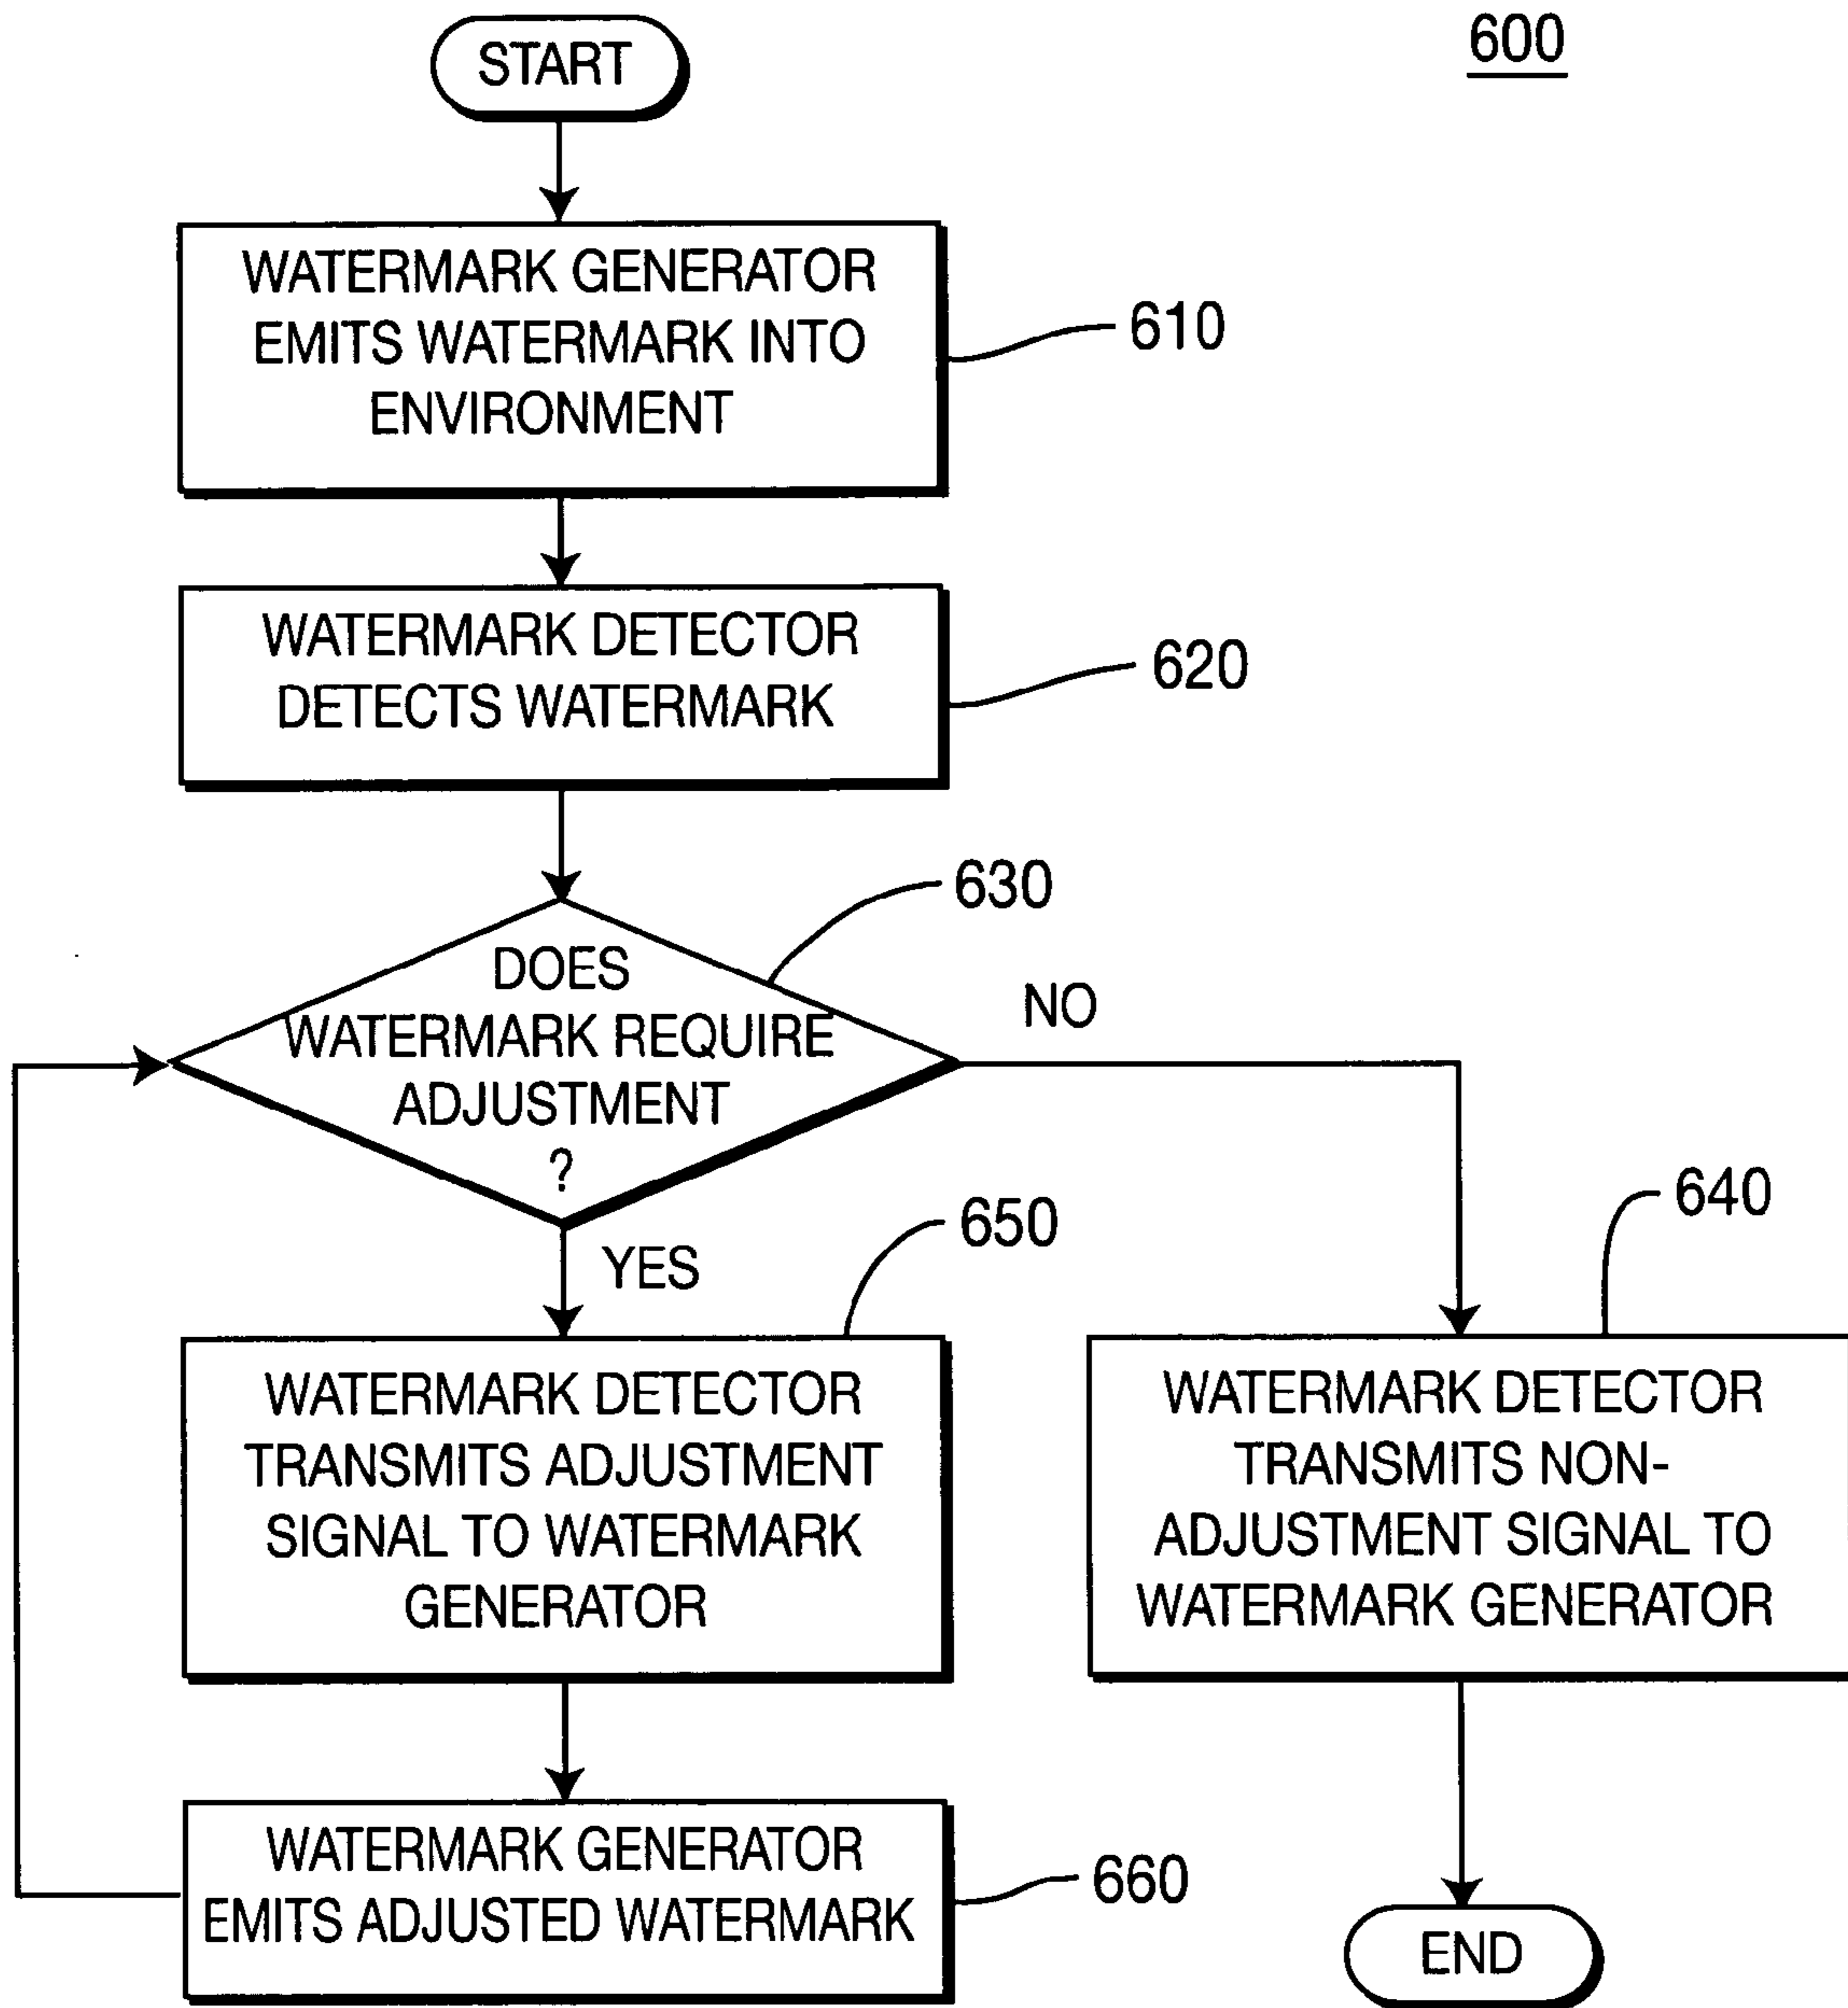 START
600
WATERMARK GENERATOR
EMITS WATERMARK INTO
ENVIRONMENT
610
WATERMARK DETECTOR
DETECTS WATERMARK
620
630
DOES
WATERMARK REQUIRE
ADJUSTMENT
?
NO
YES
650
640
WATERMARK DETECTOR
TRANSMITS ADJUSTMENT
SIGNAL TO WATERMARK
GENERATOR
WATERMARK DETECTOR
TRANSMITS NON-
ADJUSTMENT SIGNAL TO
WATERMARK GENERATOR
WATERMARK GENERATOR
EMITS ADJUSTED WATERMARK
660
END